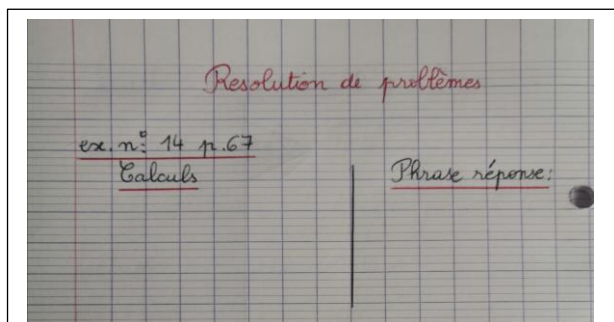 Resolution de problèmes
ex. n° 14 p.67
Calculs
Phrase réponse: